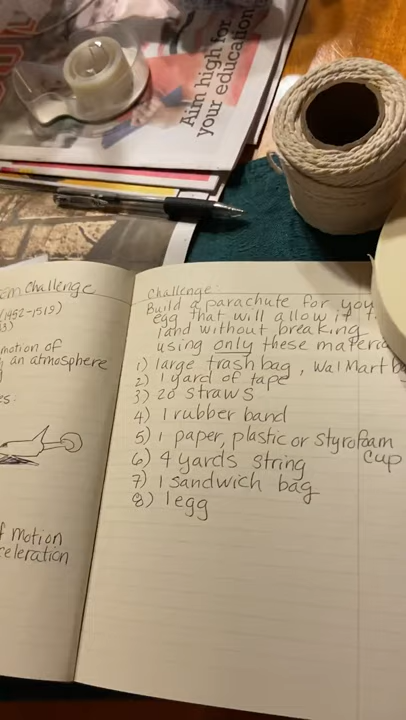 Aim high for
your education
em Challenge
(1952-1519)
motion of
an atmosphere
es:
f motion
celeration
Challenge:
Build a parachute for you
egg that will allow it t
land without breaking
using only these materia
1) large trash bag, WalMart b
2) 1 yard of tape
3) 20 straws
4) 1 rubber band
5) 1 paper, plastic or styrofoam
cup
6) 4 yards string
7) 1 sandwich bag
8) 1 egg